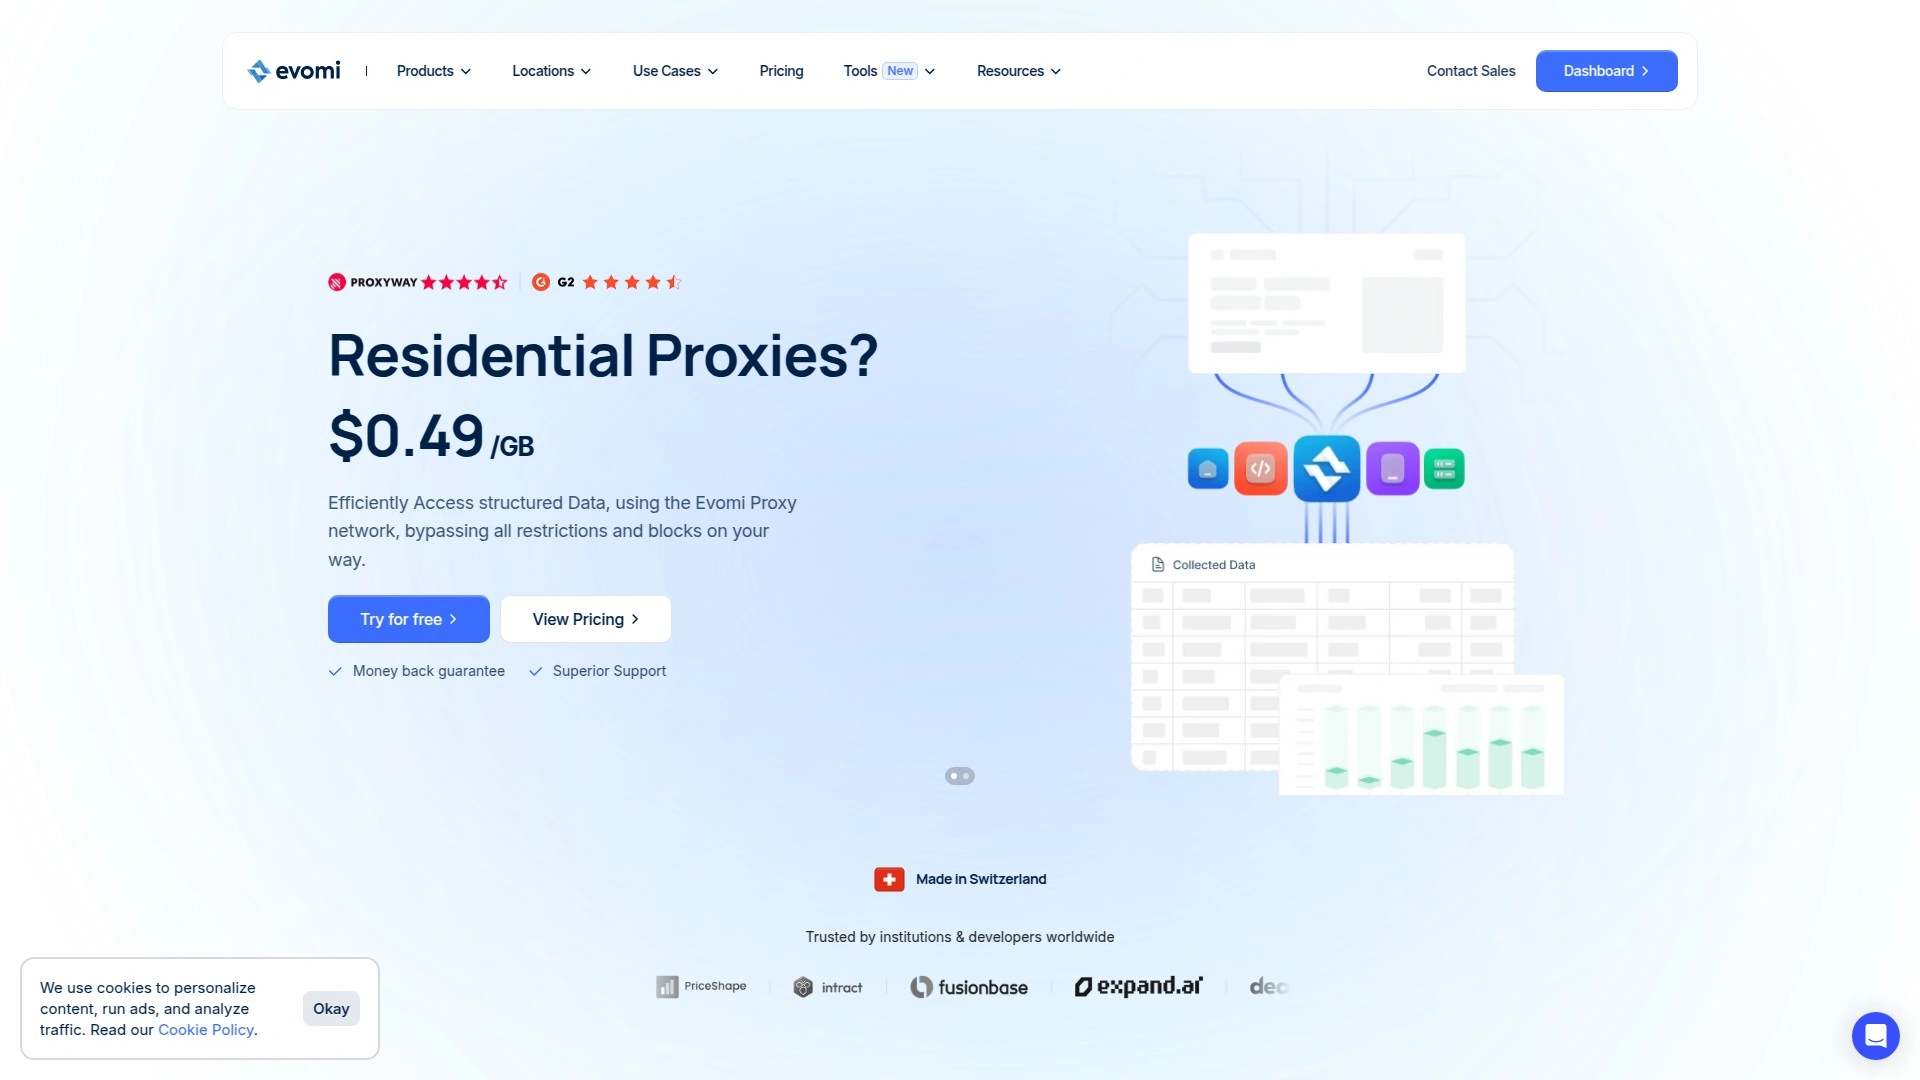 evomi
Products
Locations
Use Cases
Pricing
Tools New
Resources
Contact Sales
Dashboard
PROXYWAY
G2
Residential Proxies?
$0.49 /GB
Efficiently Access structured Data, using the Evomi Proxy
network, bypassing all restrictions and blocks on your
way.
Try for free
View Pricing
Money back guarantee
Superior Support
Collected Data
Made in Switzerland
Trusted by institutions & developers worldwide
PriceShape
intract
fusionbase
expand.ai
We use cookies to personalize
content, run ads, and analyze
traffic. Read our Cookie Policy.
Okay